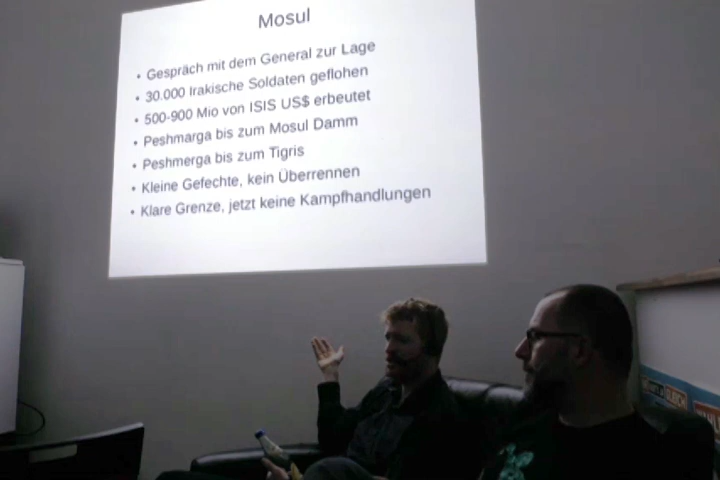 Mosul
• Gespräch mit dem General zur Lage
• 30.000 Irakische Soldaten geflohen
• 500-900 Mio von ISIS US$ erbeutet
• Peshmarga bis zum Mosul Damm
• Peshmerga bis zum Tigris
• Kleine Gefechte, kein Überrennen
• Klare Grenze, jetzt keine Kampfhandlungen